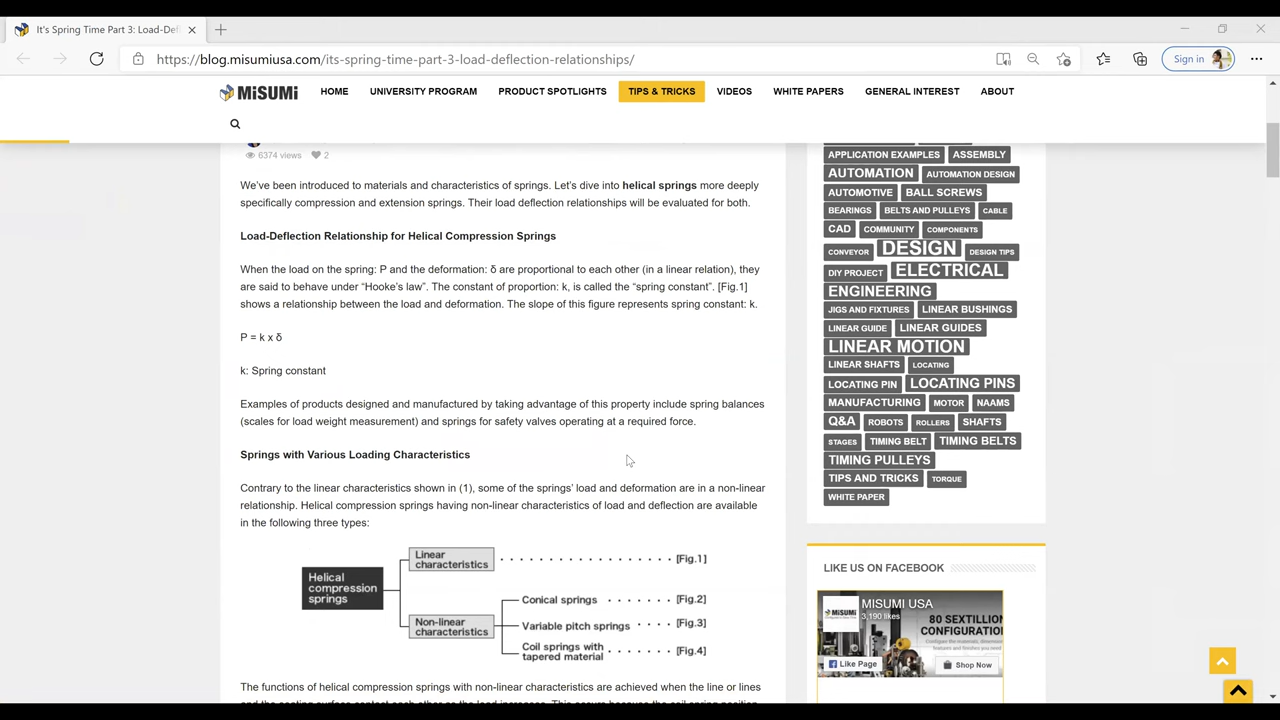 It's Spring Time Part 3: Load-Def
https://blog.misumiusa.com/its-spring-time-part-3-load-deflection-relationships/
Sign in
MiSUMi
HOME
UNIVERSITY PROGRAM
PRODUCT SPOTLIGHTS
TIPS & TRICKS
VIDEOS
WHITE PAPERS
GENERAL INTEREST
ABOUT
6374 views 2
We've been introduced to materials and characteristics of springs. Let's dive into helical springs more deeply
specifically compression and extension springs. Their load deflection relationships will be evaluated for both.
Load-Deflection Relationship for Helical Compression Springs
When the load on the spring: P and the deformation: δ are proportional to each other (in a linear relation), they
are said to behave under “Hooke's law”. The constant of proportion: k, is called the “spring constant”. [Fig.1]
shows a relationship between the load and deformation. The slope of this figure represents spring constant: k.
P = k x δ
k: Spring constant
Examples of products designed and manufactured by taking advantage of this property include spring balances
(scales for load weight measurement) and springs for safety valves operating at a required force.
Springs with Various Loading Characteristics
Contrary to the linear characteristics shown in (1), some of the springs' load and deformation are in a non-linear
relationship. Helical compression springs having non-linear characteristics of load and deflection are available
in the following three types:
Helical
compression
springs
Linear
characteristics
[Fig.1]
Non-linear
characteristics
Conical springs
[Fig.2]
Variable pitch springs
[Fig.3]
Coil springs with
tapered material
[Fig.4]
The functions of helical compression springs with non-linear characteristics are achieved when the line or lines
APPLICATION EXAMPLES ASSEMBLY
AUTOMATION AUTOMATION DESIGN
AUTOMOTIVE BALL SCREWS
BEARINGS BELTS AND PULLEYS CABLE
CAD COMMUNITY COMPONENTS
CONVEYOR DESIGN DESIGN TIPS
DIY PROJECT ELECTRICAL
ENGINEERING
JIGS AND FIXTURES LINEAR BUSHINGS
LINEAR GUIDE LINEAR GUIDES
LINEAR MOTION
LINEAR SHAFTS LOCATING
LOCATING PIN LOCATING PINS
MANUFACTURING MOTOR NAAMS
Q&A ROBOTS ROLLERS SHAFTS
STAGES TIMING BELT TIMING BELTS
TIMING PULLEYS
TIPS AND TRICKS TORQUE
WHITE PAPER
LIKE US ON FACEBOOK
MISUMI USA
3,190 likes
80 SEXTILLION
CONFIGURATION
Like Page
Shop Now